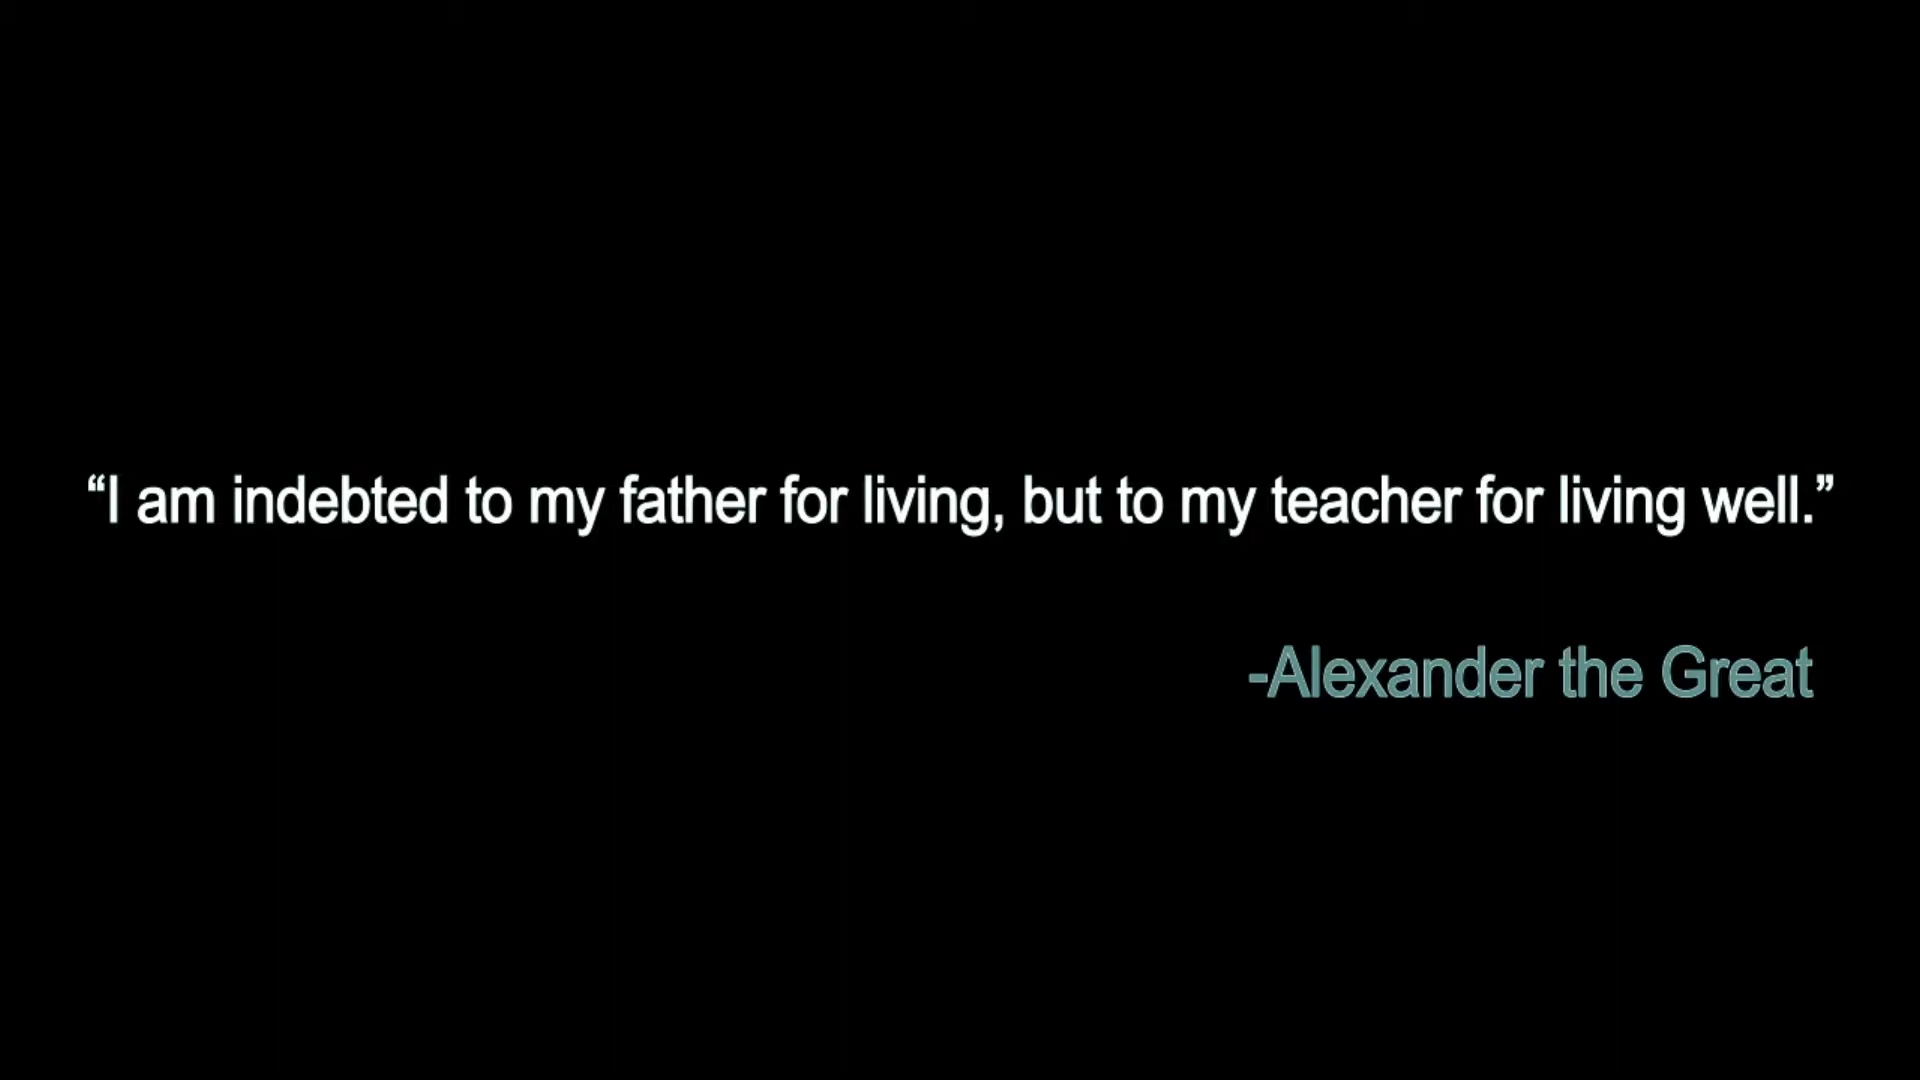 “I am indebted to my father for living, but to my teacher for living well.”
-Alexander the Great